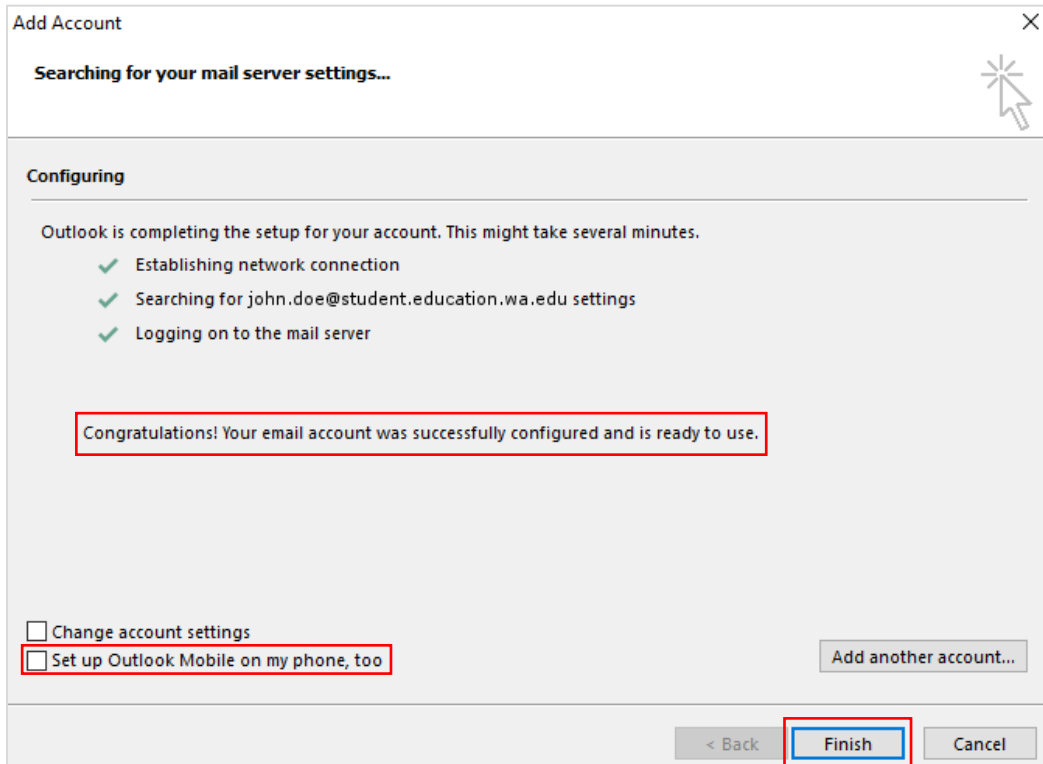 Add Account
Searching for your mail server settings...
Configuring
Outlook is completing the setup for your account. This might take several minutes.
Establishing network connection
Searching for john.doe@student.education.wa.edu settings
Logging on to the mail server
Congratulations! Your email account was successfully configured and is ready to use.
Change account settings
Set up Outlook Mobile on my phone, too
Add another account...
< Back
Finish
Cancel